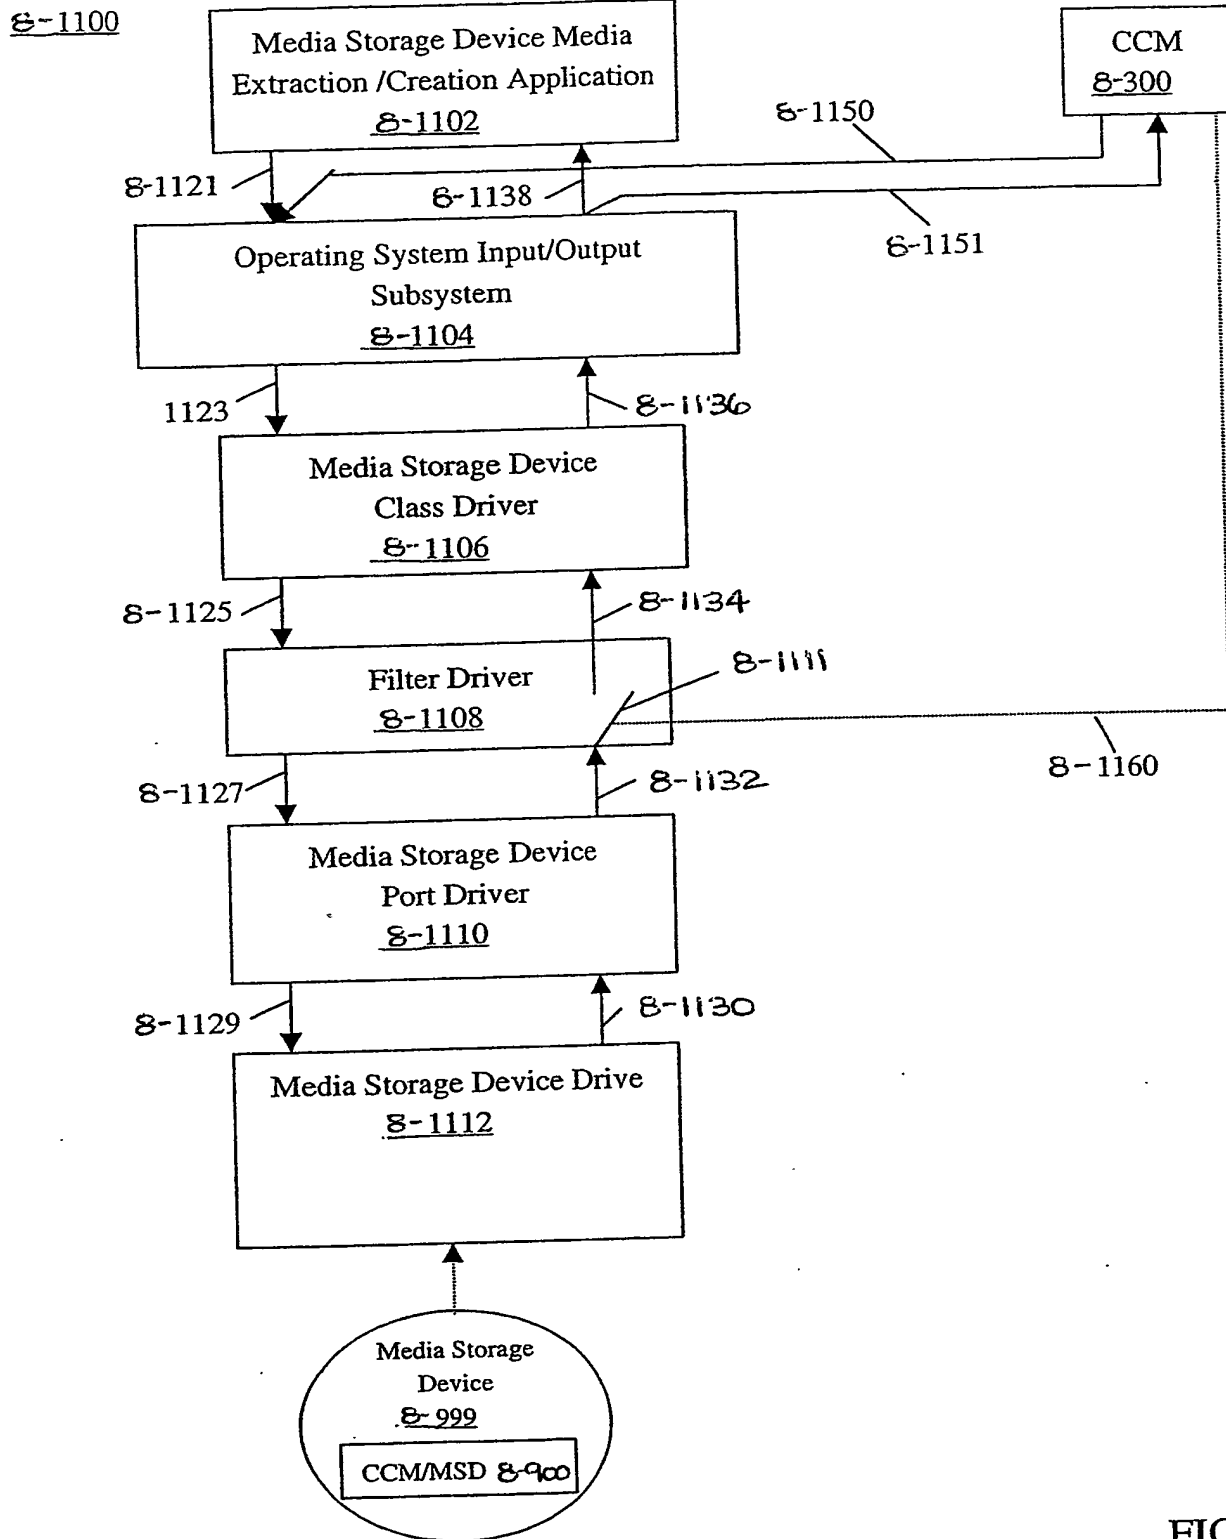 8-1100
Media Storage Device Media
Extraction /Creation Application
8-1102
CCM
8-300
8-1150
8-1121
8-1138
8-1151
Operating System Input/Output
Subsystem
8-1104
1123
8-1136
Media Storage Device
Class Driver
8-1106
8-1125
8-1134
8-1111
Filter Driver
8-1108
8-1160
8-1127
8-1132
Media Storage Device
Port Driver
8-1110
8-1129
8-1130
Media Storage Device Drive
8-1112
Media Storage
Device
8-999
CCM/MSD 8-900
FIG